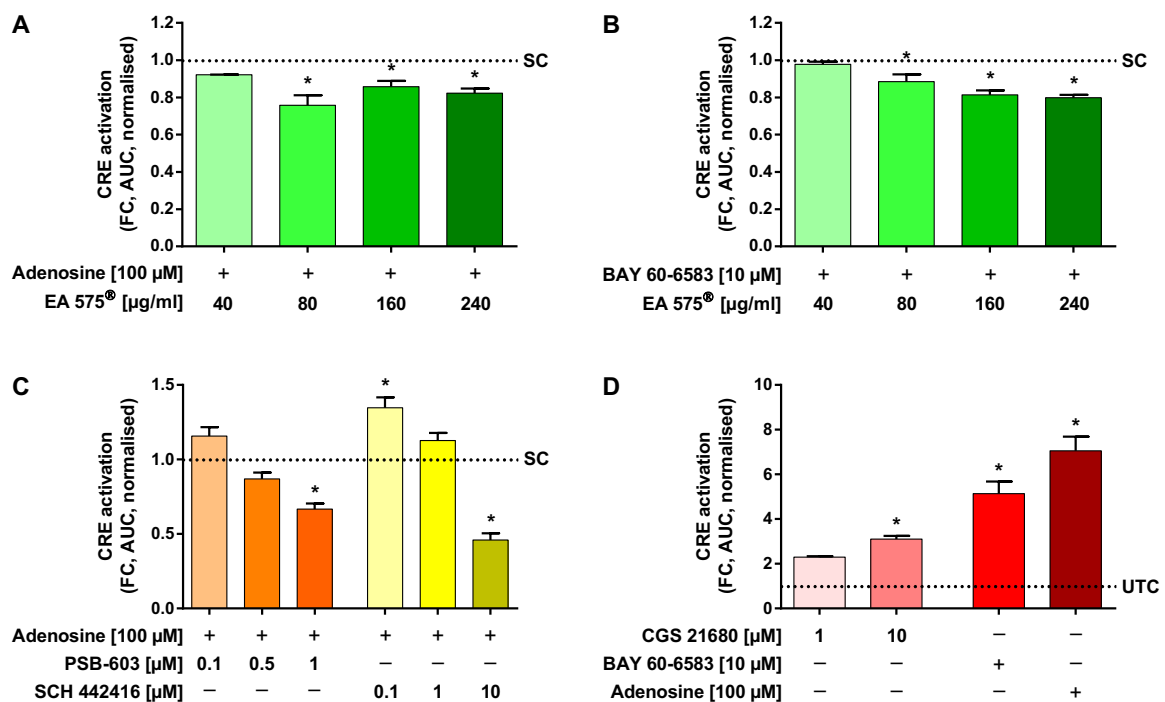 A
CRE activation
(FC, AUC, normalised)
1.2
1.0
0.8
0.6
0.4
0.2
0.0
SC
* * *
Adenosine [100 µM] + + + +
EA 575® [µg/ml] 40 80 160 240
B
CRE activation
(FC, AUC, normalised)
1.2
1.0
0.8
0.6
0.4
0.2
0.0
SC
* * *
BAY 60-6583 [10 µM] + + + +
EA 575® [µg/ml] 40 80 160 240
C
CRE activation
(FC, AUC, normalised)
1.5
1.0
0.5
0.0
SC
* * *
Adenosine [100 µM] + + + + + +
PSB-603 [µM] 0.1 0.5 1 – – –
SCH 442416 [µM] – – – 0.1 1 10
D
CRE activation
(FC, AUC, normalised)
10
8
6
4
2
0
UTC
* * *
CGS 21680 [µM] 1 10 – –
BAY 60-6583 [10 µM] – – + –
Adenosine [100 µM] – – – +